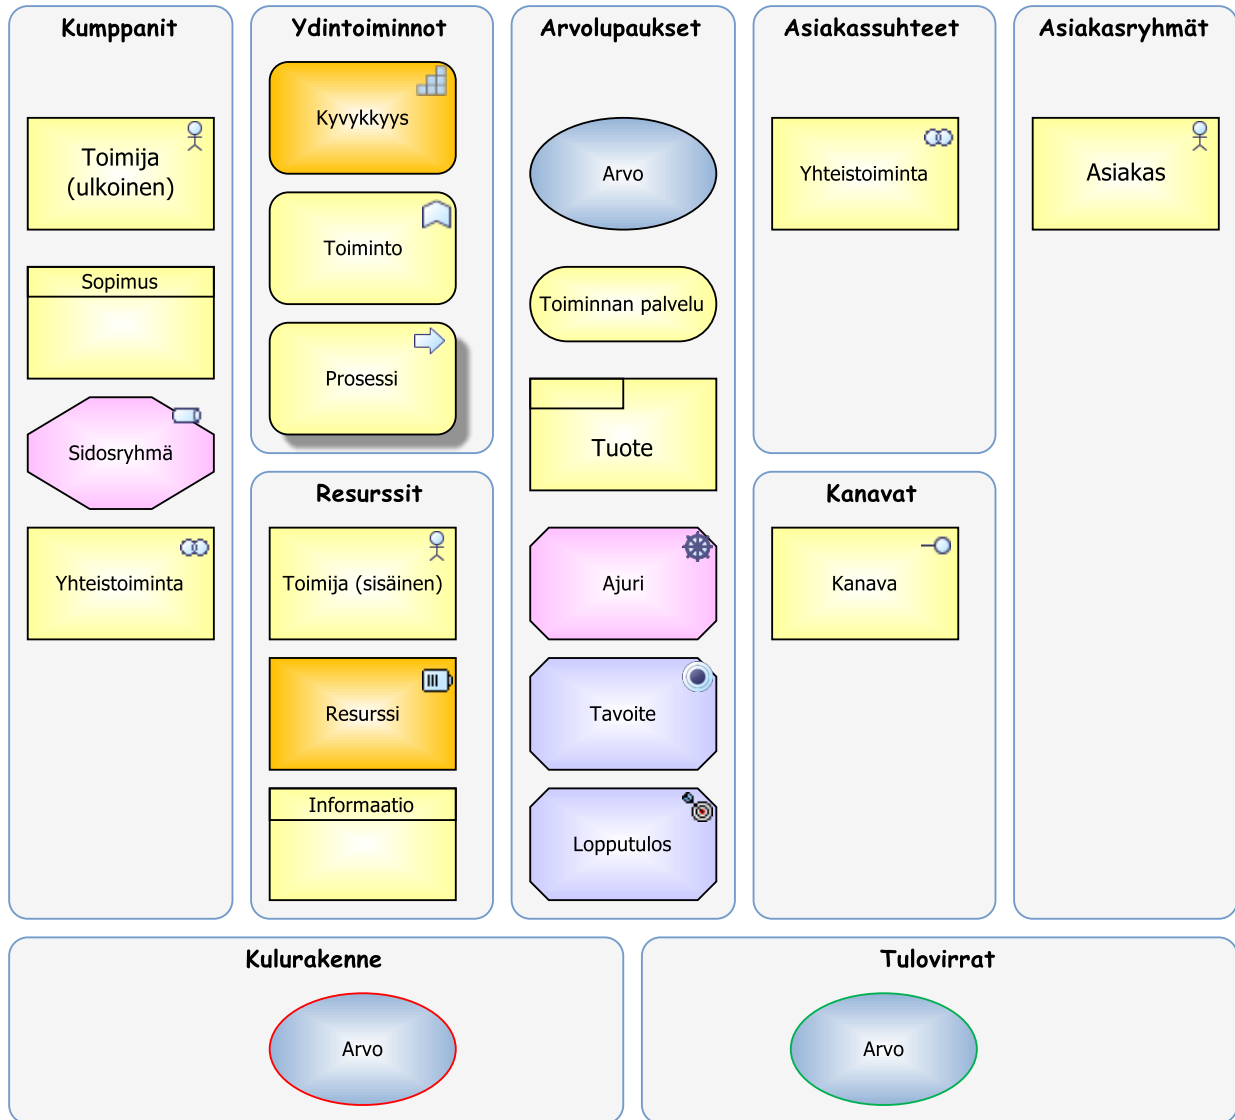 Kumppanit
Toimija
(ulkoinen)
Sopimus
Sidosryhmä
Yhteistoiminta
Ydintoiminnot
Kyvykkyys
Toiminto
Prosessi
Resurssit
Toimija (sisäinen)
Resurssi
Informaatio
Arvolupaukset
Arvo
Toiminnan palvelu
Tuote
Ajuri
Tavoite
Lopputulos
Asiakassuhteet
Yhteistoiminta
Kanavat
Kanava
Asiakasryhmät
Asiakas
Kulurakenne
Arvo
Tulovirrat
Arvo